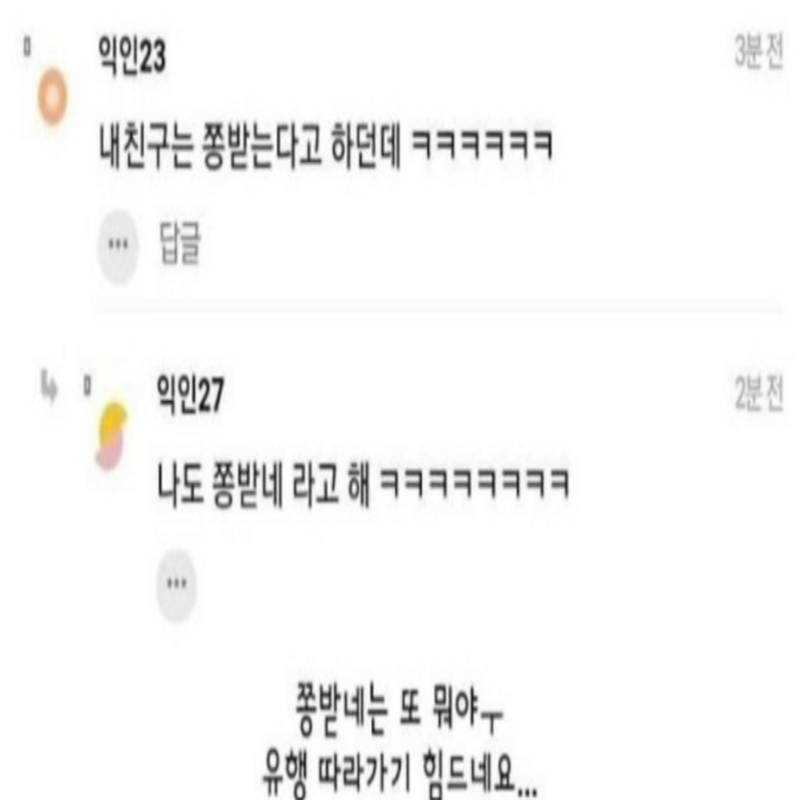 익인23
3분 전
내친구는 쫑받는다고 하던데 ㅋㅋㅋㅋㅋㅋ
답글
익인27
2분 전
나도 쫑받네 라고 해 ㅋㅋㅋㅋㅋㅋㅋㅋ
쫑받네는 또 뭐야ㅜ
유행 따라가기 힘드네요...